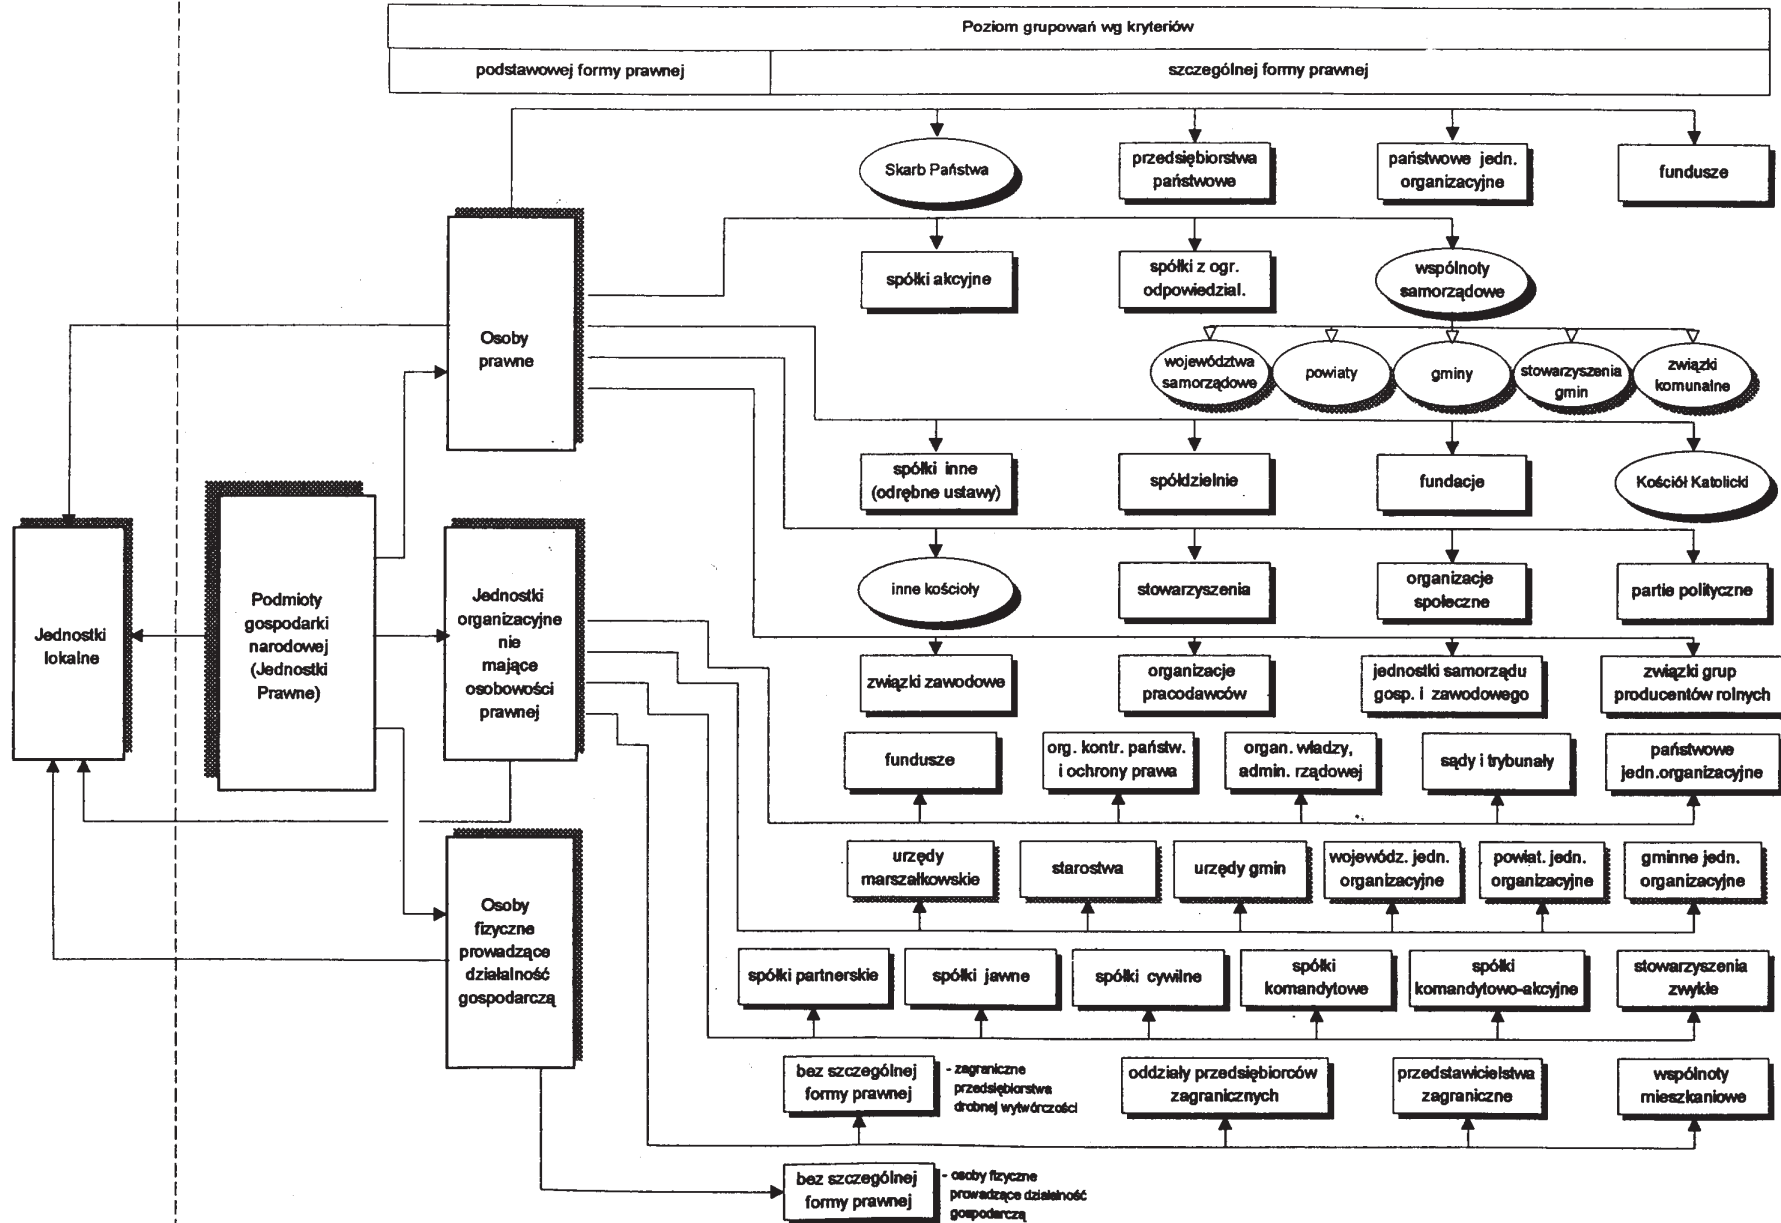 Poziom grupowań wg kryteriów
podstawowej formy prawnej
szczególnej formy prawnej
Skarb Państwa
przedsiębiorstwa
państwowe
państwowe jedn.
organizacyjne
fundusze
spółki akcyjne
spółki z ogr.
odpowiedzial.
wspólnoty
samorządowe
Osoby
prawne
województwa
samorządowe
powiaty
gminy
stowarzyszenia
gmin
związki
komunalne
spółki inne
(odrębne ustawy)
spółdzielnie
fundacje
Kościół Katolicki
inne kościoły
stowarzyszenia
organizacje
społeczne
partie polityczne
Jednostki
lokalne
Podmioty
gospodarki
narodowej
(Jednostki
Prawne)
Jednostki
organizacyjne
nie
mające
osobowości
prawnej
związki zawodowe
organizacje
pracodawców
jednostki samorządu
gosp. i zawodowego
związki grup
producentów rolnych
fundusze
org. kontr. państw.
i ochrony prawa
organ. władzy,
admin. rządowej
sądy i trybunały
państwowe
jedn.organizacyjne
urzędy
marszałkowskie
starostwa
urzędy gmin
wojewódz. jedn.
organizacyjne
powiat. jedn.
organizacyjne
gminne jedn.
organizacyjne
Osoby
fizyczne
prowadzące
działalność
gospodarczą
spółki partnerskie
spółki jawne
spółki cywilne
spółki
komandytowe
spółki
komandytowo-akcyjne
stowarzyszenia
zwykłe
bez szczególnej
formy prawnej
- zagraniczne
przedsiębiorstwa
drobnej wytwórczości
oddziały przedsiębiorców
zagranicznych
przedstawicielstwa
zagraniczne
wspólnoty
mieszkaniowe
bez szczególnej
formy prawnej
- osoby fizyczne
prowadzące działalność
gospodarczą